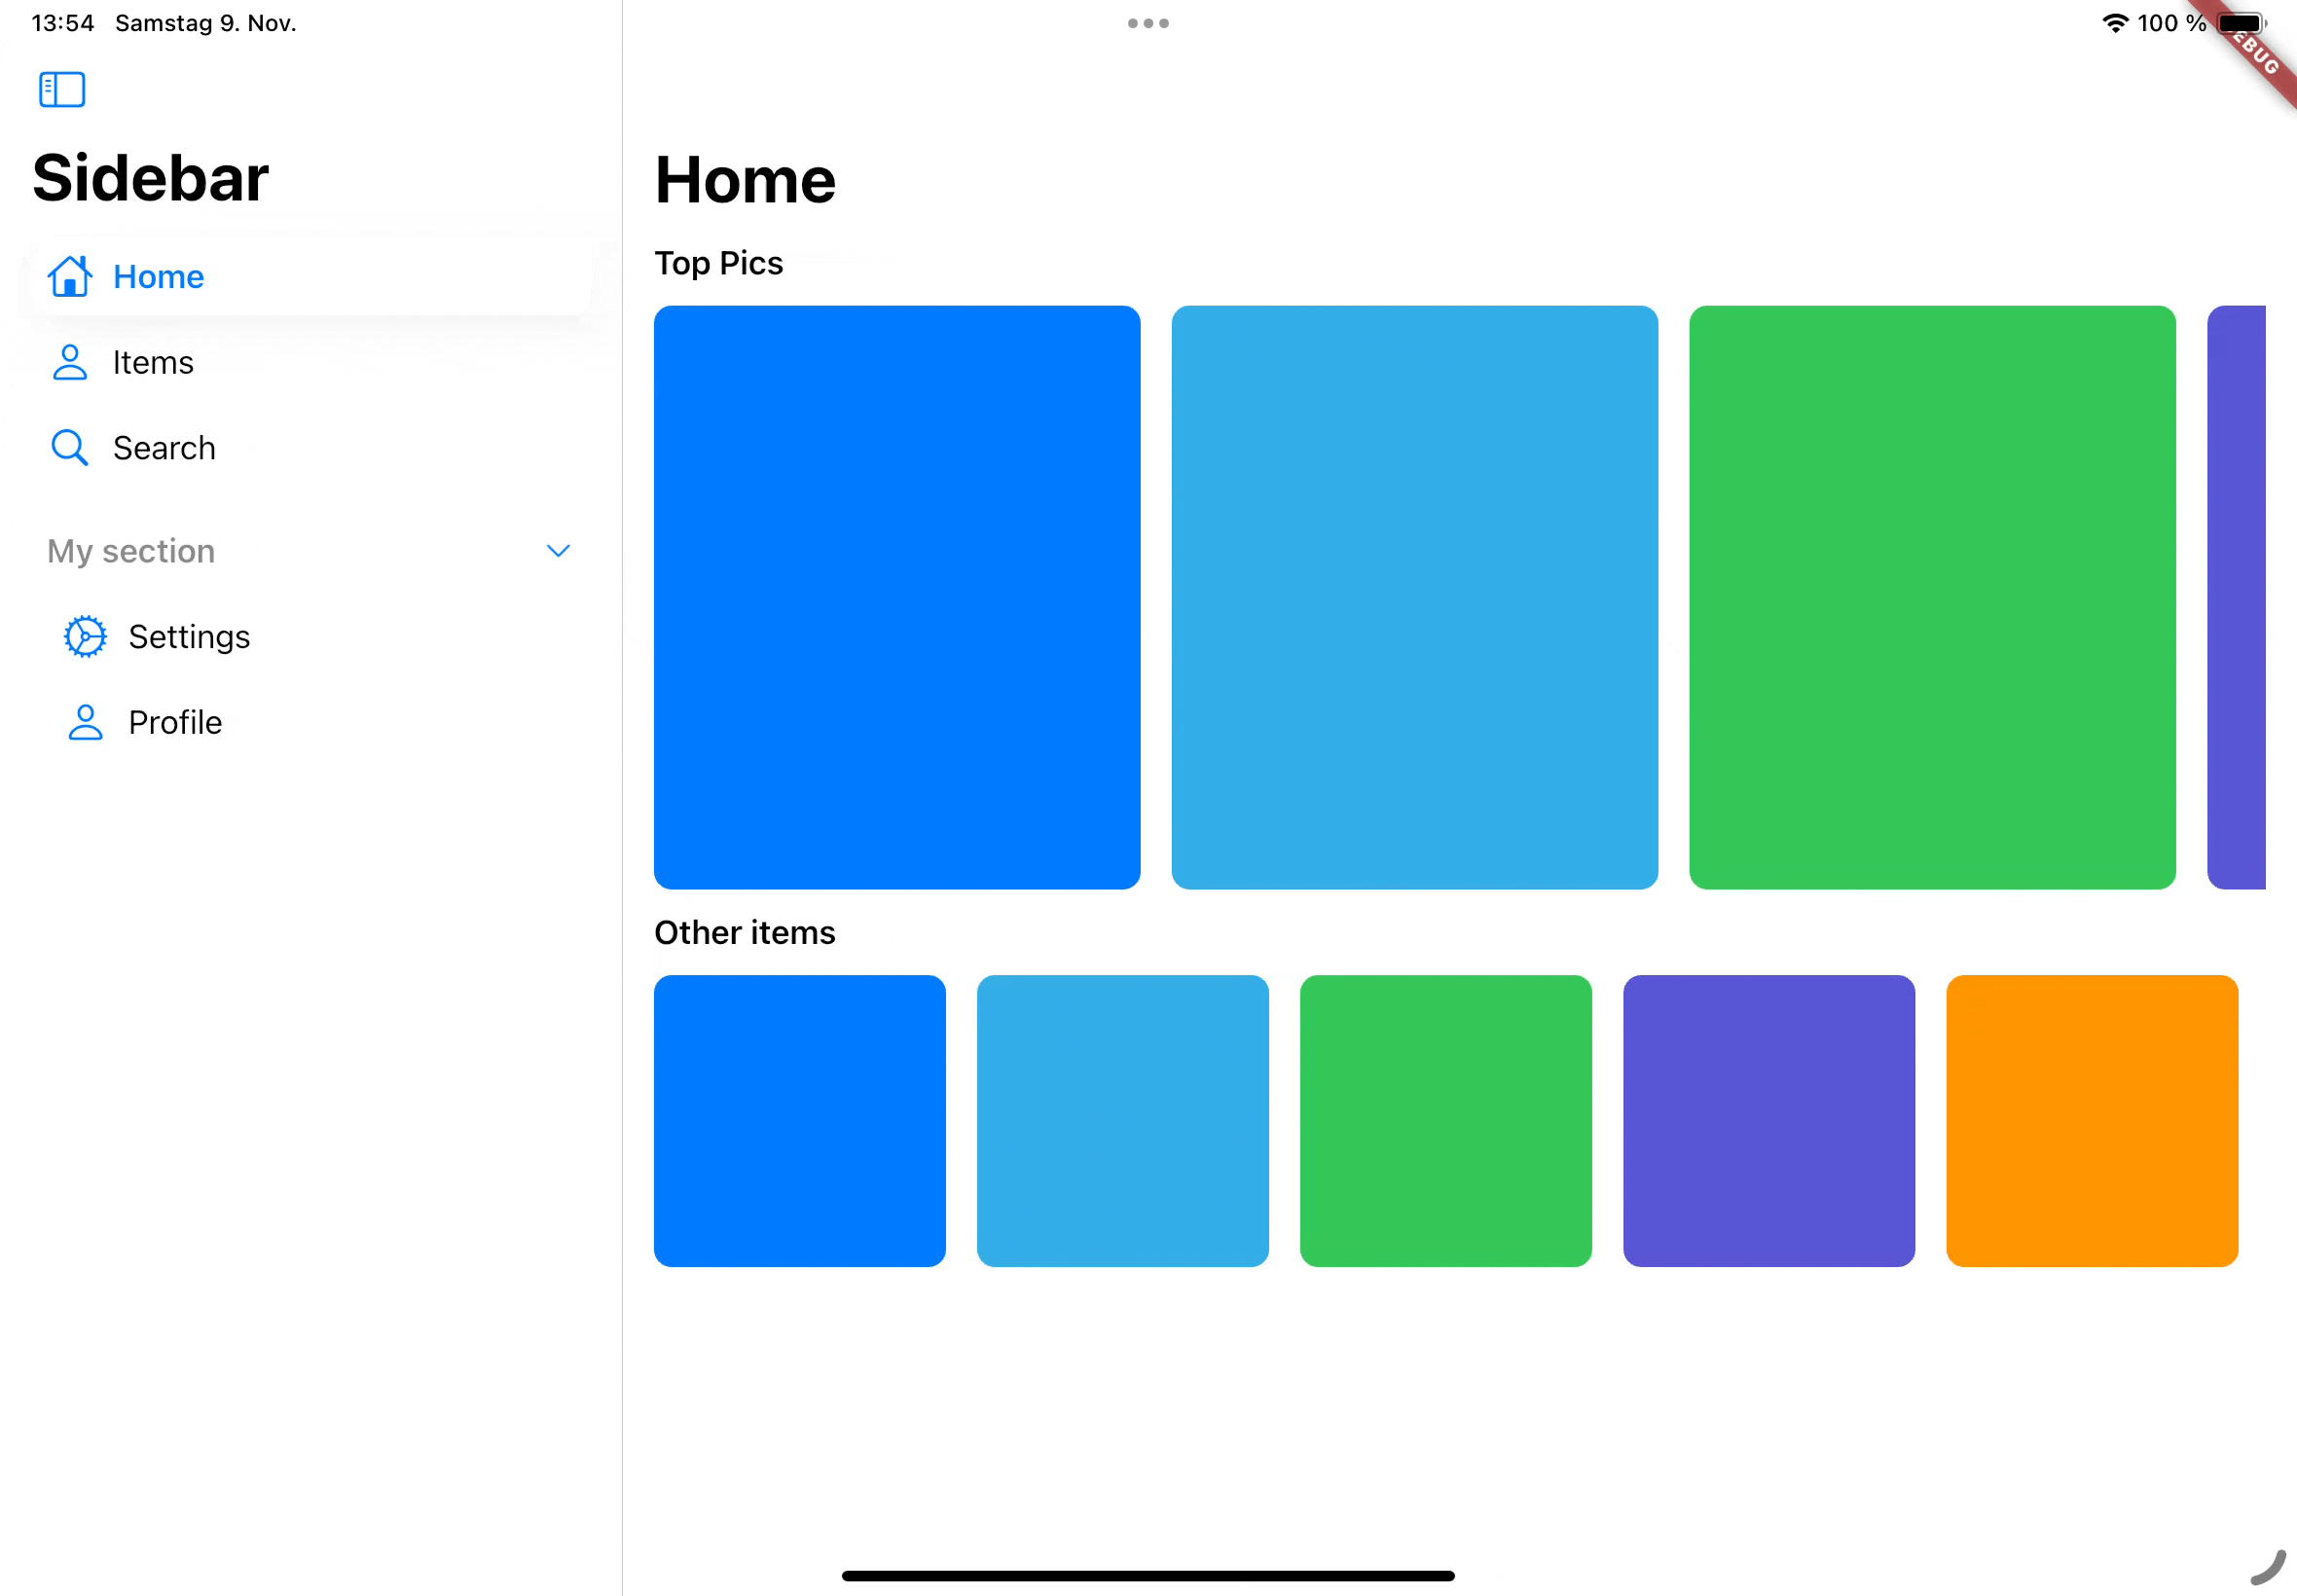 13:54 Samstag 9. Nov.
100 %
EBUG
Sidebar
Home
Items
Search
My section
Settings
Profile
Home
Top Pics
Other items